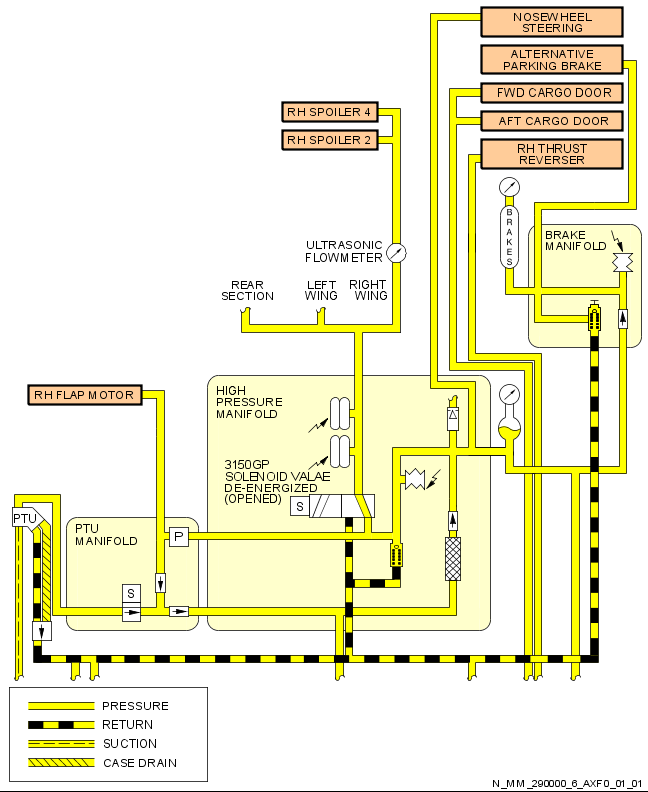 NOSEWHEEL
STEERING
ALTERNATIVE
PARKING BRAKE
FWD CARGO DOOR
AFT CARGO DOOR
RH THRUST
REVERSER
RH SPOILER 4
RH SPOILER 2
BRAKES
BRAKE
MANIFOLD
ULTRASONIC
FLOWMETER
REAR
SECTION
LEFT
WING
RIGHT
WING
RH FLAP MOTOR
HIGH
PRESSURE
MANIFOLD
3150GP
SOLENOID VALAE
DE-ENERGIZED
(OPENED)
S
PTU
PTU
MANIFOLD
P
S
PRESSURE
RETURN
SUCTION
CASE DRAIN
N_MM_290000_6_AXF0_01_01